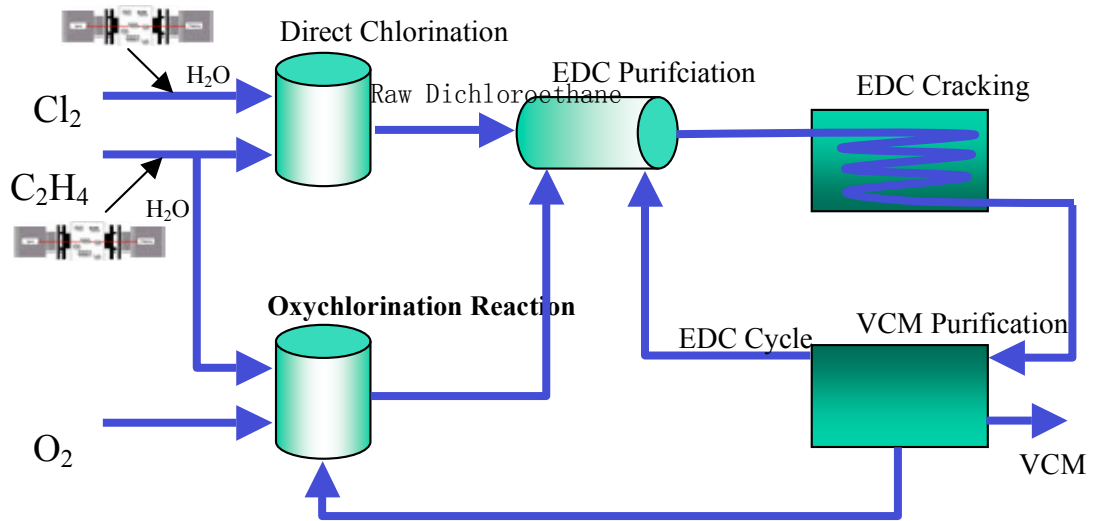 Direct Chlorination
H₂O
Raw Dichloroethane
EDC Purifciation
EDC Cracking
Cl₂
C₂H₄
H₂O
Oxychlorination Reaction
EDC Cycle
VCM Purification
O₂
VCM